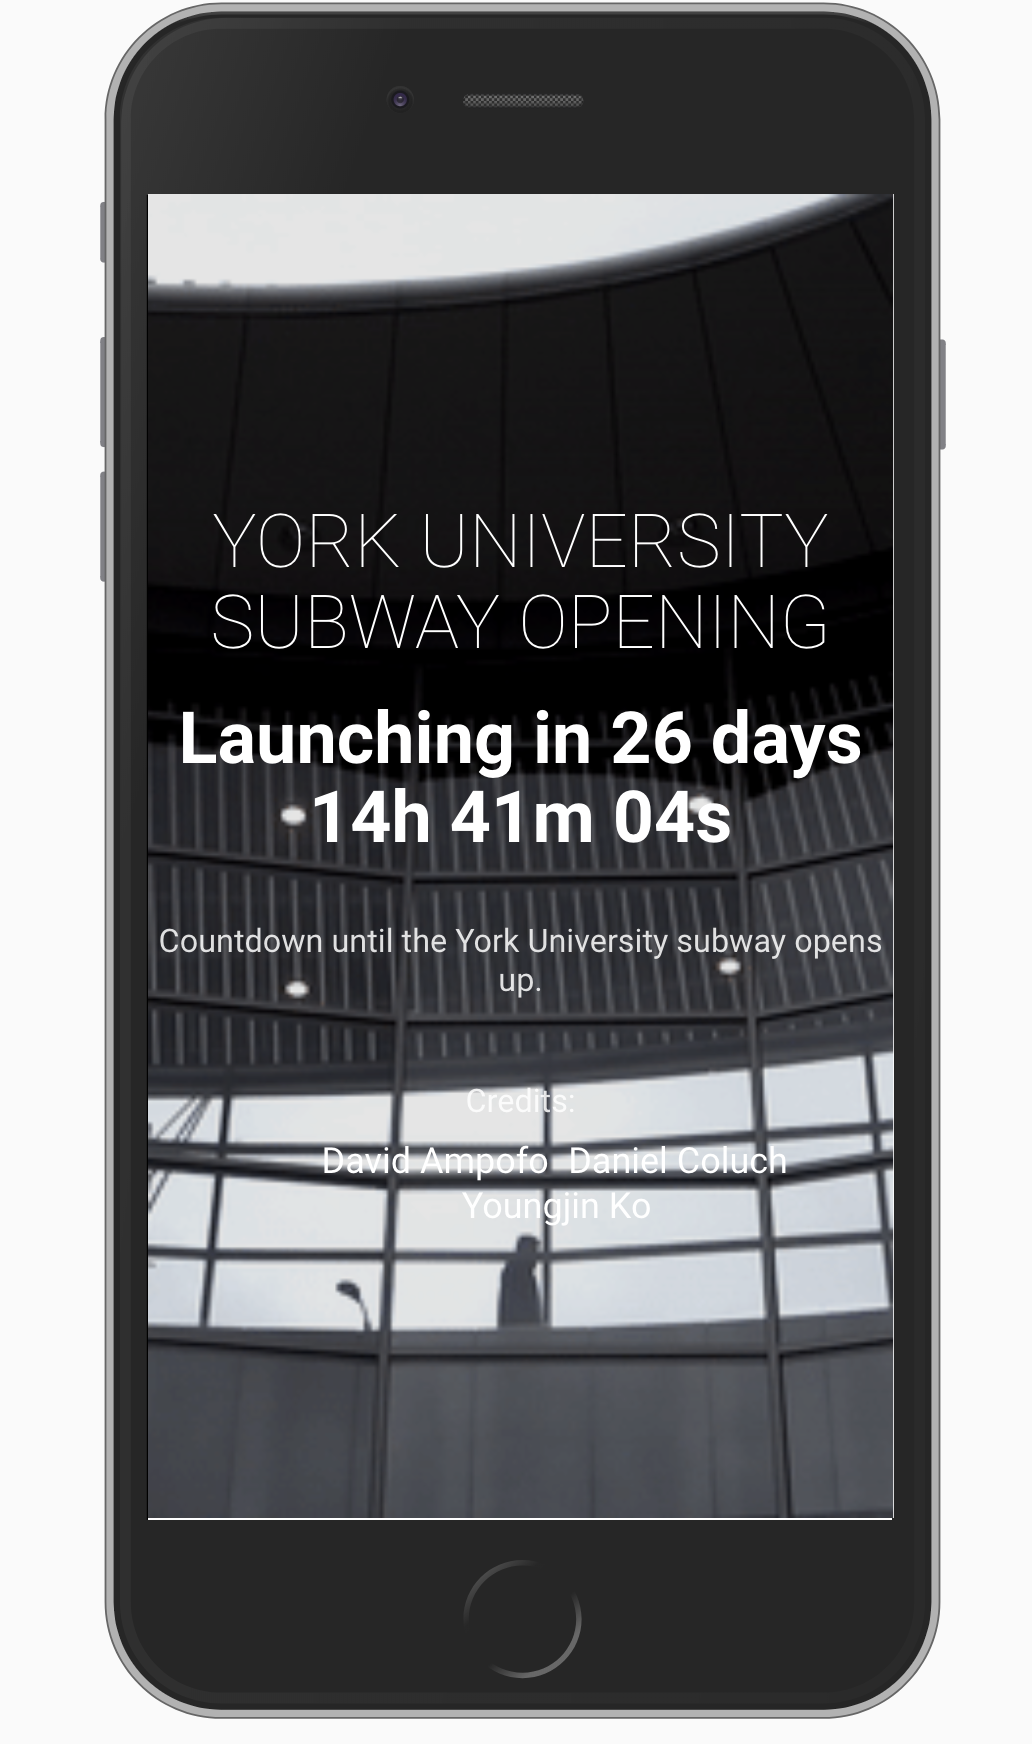 YORK UNIVERSITY
SUBWAY OPENING
Launching in 26 days
14h 41m 04s
Countdown until the York University subway opens
up.
Credits:
David Ampofo Daniel Coluch
Youngjin Ko